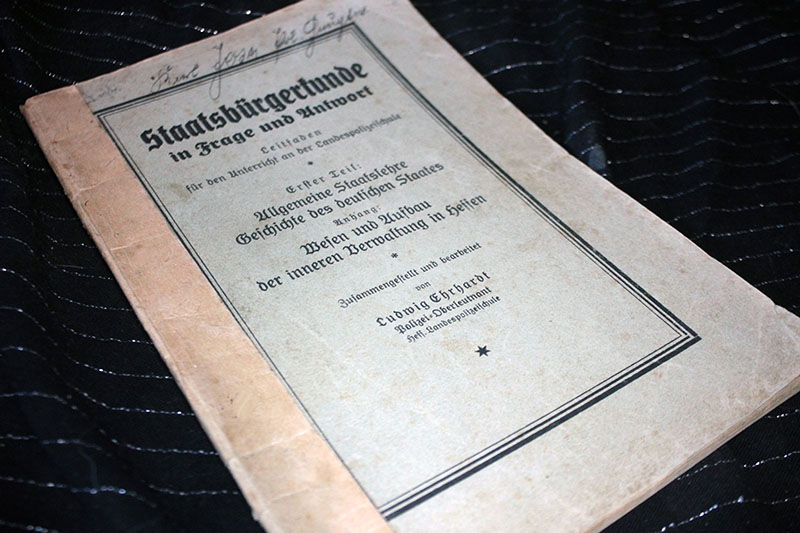 Josef
Staatsbürgerkunde
in Frage und Antwort
Leitfaden
für den Unterricht an der Landespolizeischule
*
Erster Teil:
Allgemeine Staatslehre
Geschichte des deutschen Staates
Anhang:
Wesen und Aufbau
der inneren Verwaltung in Hessen
*
Zusammengestellt und bearbeitet
von
Ludwig Ehrhardt
Polizei-Oberleutnant
Hess. Landespolizeischule